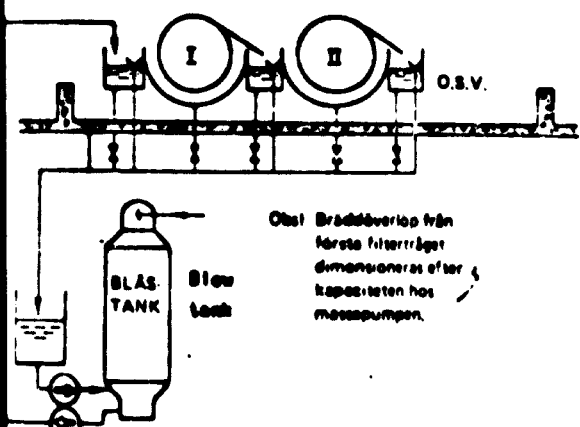 I
II
O.S.V.
Obs! Bräddöverlop från
första filtertråget
dimensioneras efter
kapaciteten hos
massapumpen.
BLÅS-
TANK
Blow
tank